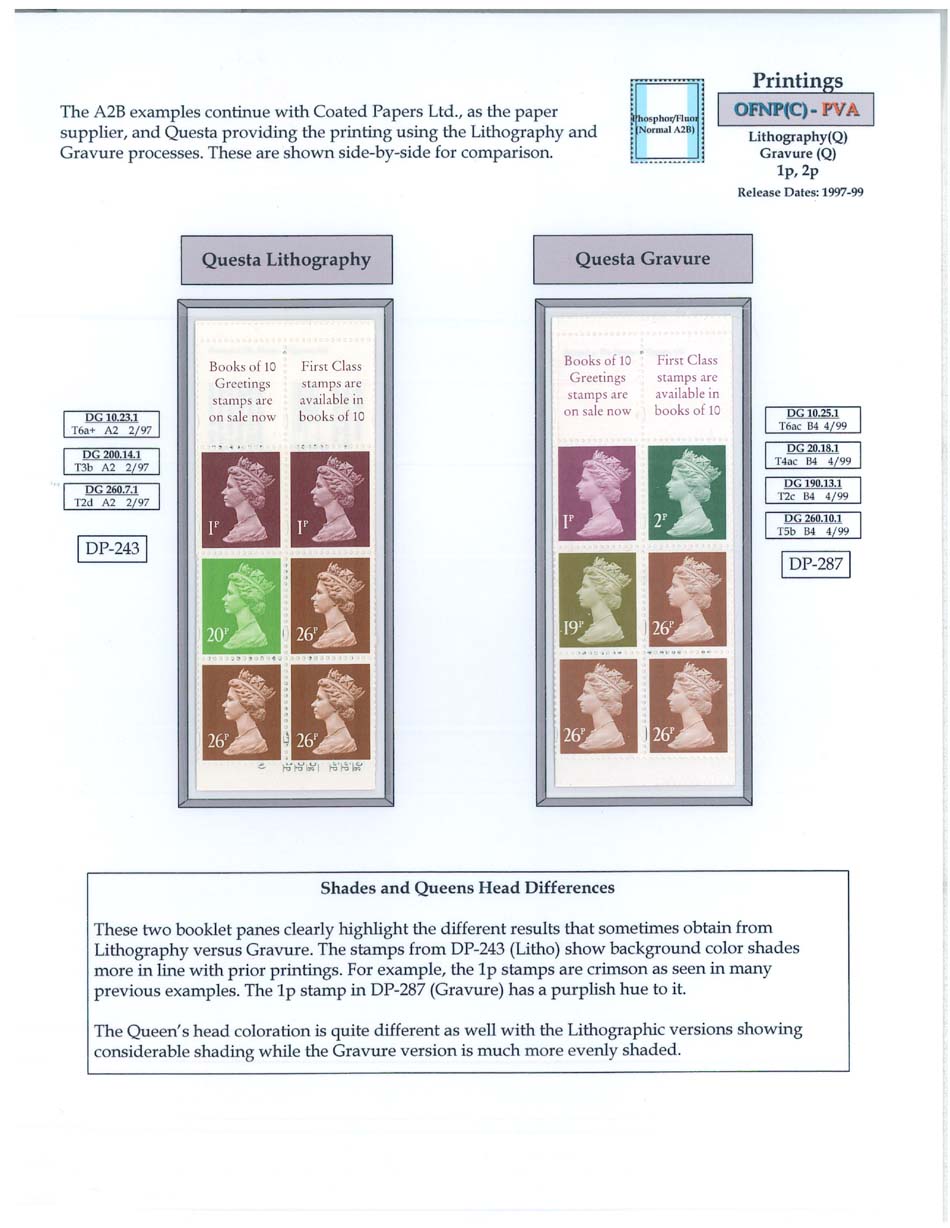 The A2B examples continue with Coated Papers Ltd., as the paper
supplier, and Questa providing the printing using the Lithography and
Gravure processes. These are shown side-by-side for comparison.
Phosphor/Fluor
(Normal A2B)
Printings
OFNP(C) - PVA
Lithography(Q)
Gravure (Q)
1p, 2p
Release Dates: 1997-99
Questa Lithography
Books of 10
Greetings
stamps are
on sale now
First Class
stamps are
available in
books of 10
DG 10.23.1
T6a+ A2 2/97
DG 200.14.1
T3b A2 2/97
DG 260.7.1
T2d A2 2/97
DP-243
1P
1P
20P
26P
26P
26P
Questa Gravure
Books of 10
Greetings
stamps are
on sale now
First Class
stamps are
available in
books of 10
1P
2P
19P
26P
26P
26P
DG 10.25.1
T6ac B4 4/99
DG 20.18.1
T4ac B4 4/99
DG 190.13.1
T2c B4 4/99
DG 260.10.1
T5b B4 4/99
DP-287
Shades and Queens Head Differences
These two booklet panes clearly highlight the different results that sometimes obtain from
Lithography versus Gravure. The stamps from DP-243 (Litho) show background color shades
more in line with prior printings. For example, the 1p stamps are crimson as seen in many
previous examples. The 1p stamp in DP-287 (Gravure) has a purplish hue to it.
The Queen's head coloration is quite different as well with the Lithographic versions showing
considerable shading while the Gravure version is much more evenly shaded.